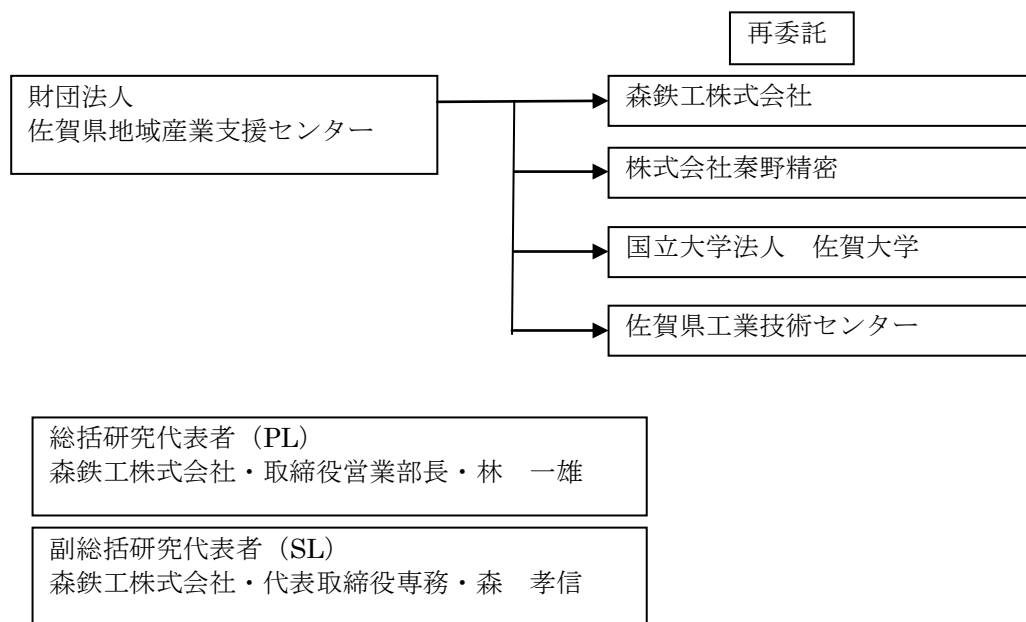 再委託
財団法人
佐賀県地域産業支援センター
森鉄工株式会社
株式会社秦野精密
国立大学法人　佐賀大学
佐賀県工業技術センター
総括研究代表者（PL）
森鉄工株式会社・取締役営業部長・林　一雄
副総括研究代表者（SL）
森鉄工株式会社・代表取締役専務・森　孝信